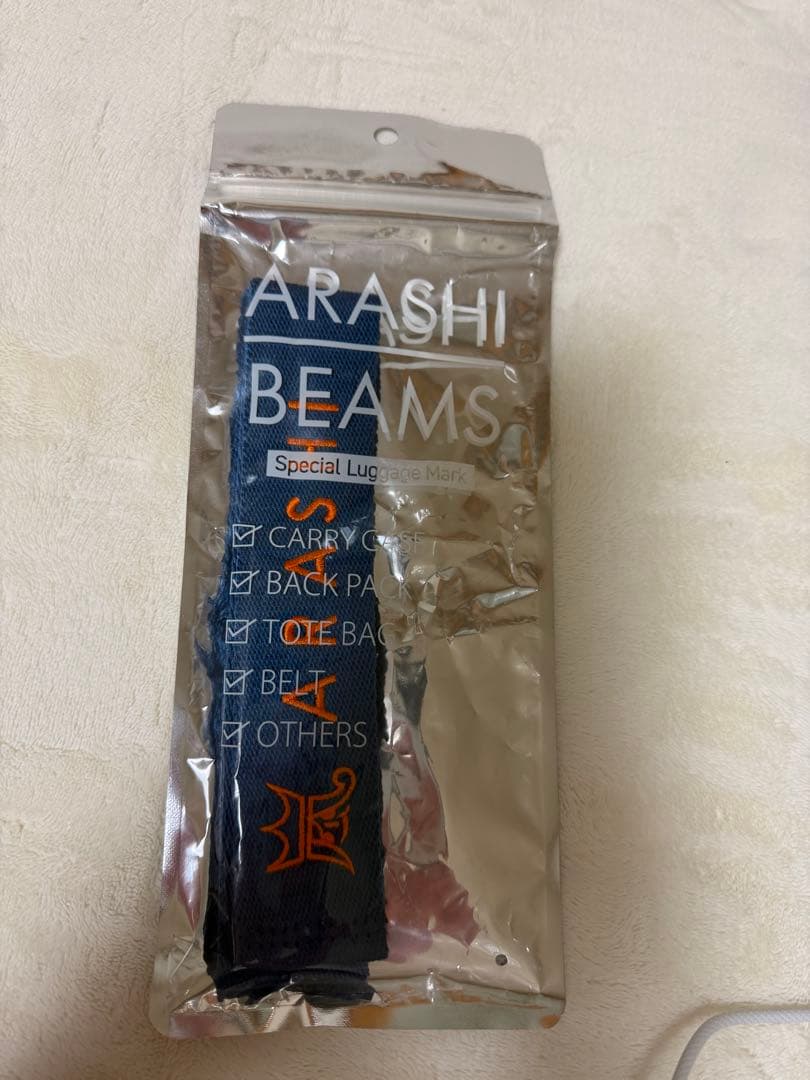 ARASHI
BEAMS
Special Luggage Mark
CARRY CASE
BACK PACK
TOTE BAG
BELT
OTHERS
ARASHI